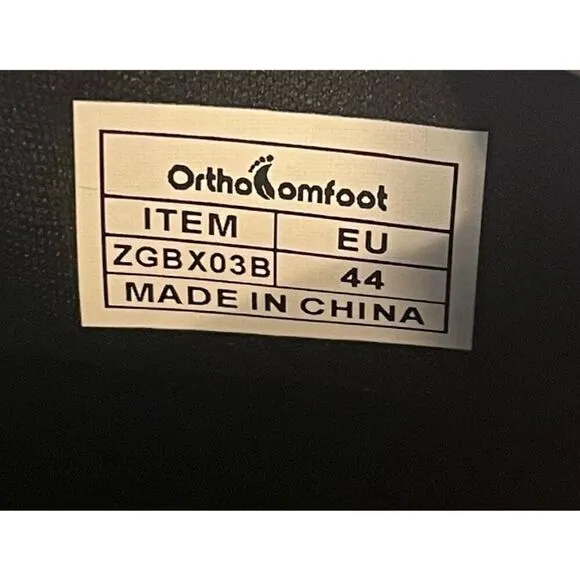 OrthoComfoot
ITEM EU
ZGBX03B 44
MADE IN CHINA